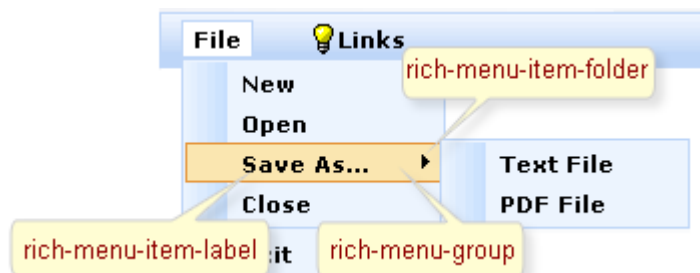 File Links
rich-menu-item-folder
New
Open
Save As... Text File
Close PDF File
rich-menu-item-label :it rich-menu-group